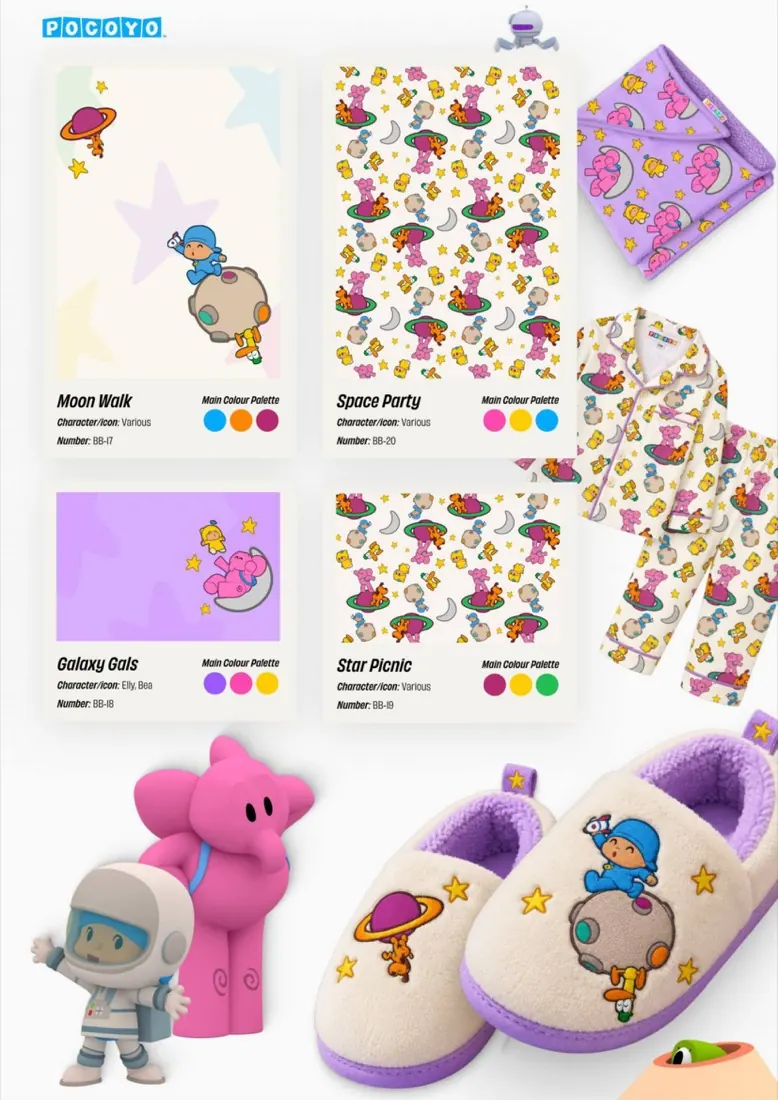 POCOYO
Moon Walk
Main Colour Palette
Character/icon: Various
Number: BB-17
Space Party
Main Colour Palette
Character/icon: Various
Number: BB-20
Galaxy Gals
Main Colour Palette
Character/icon: Elly, Bea
Number: BB-18
Star Picnic
Main Colour Palette
Character/icon: Various
Number: BB-19